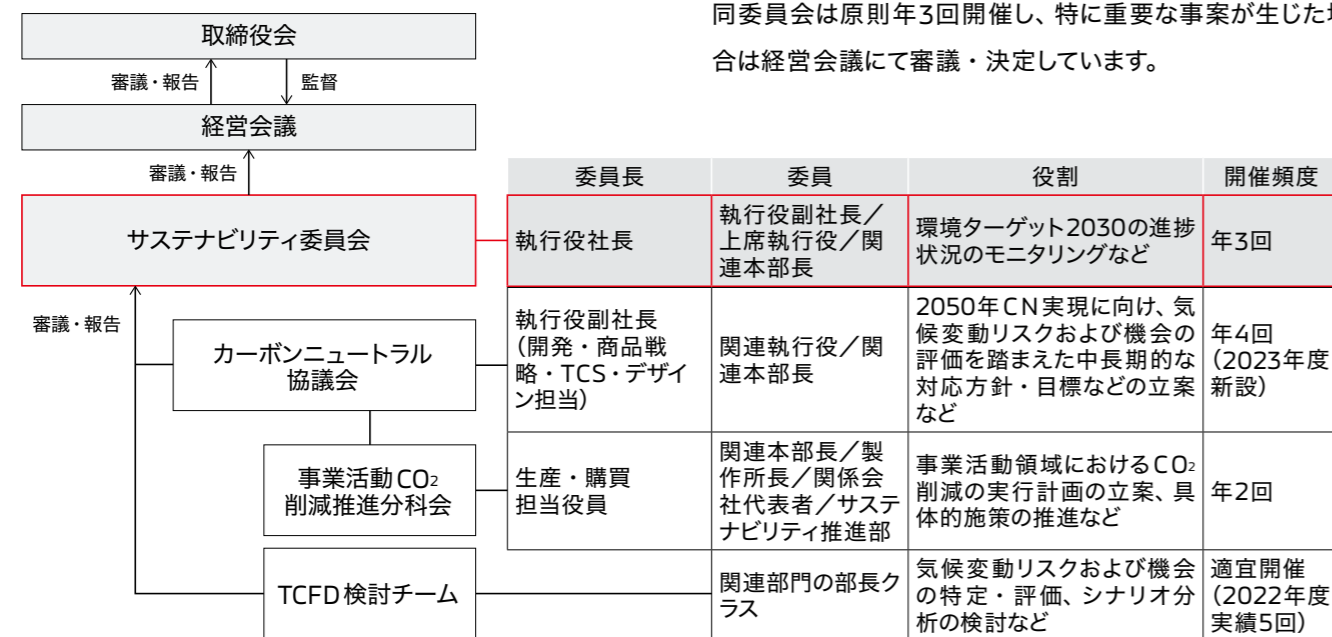 同委員会は原則年3回開催し、特に重要な事案が生じた場
合は経営会議にて審議・決定しています。
取締役会
審議・報告
監督
経営会議
審議・報告
サステナビリティ委員会
審議・報告
カーボンニュートラル
協議会
事業活動CO2
削減推進分科会
TCFD検討チーム
委員長
委員
役割
開催頻度
執行役社長
執行役副社長／
上席執行役／関
連本部長
環境ターゲット2030の進捗
状況のモニタリングなど
年3回
執行役副社長
(開発・商品戦
略・TCS・デザイ
ン担当)
関連執行役／関
連本部長
2050年CN実現に向け、気
候変動リスクおよび機会の
評価を踏まえた中長期的な
対応方針・目標などの立案
など
年4回
(2023年度
新設)
生産・購買
担当役員
関連本部長／製
作所長／関係会
社代表者／サステ
ナビリティ推進部
事業活動領域におけるCO2
削減の実行計画の立案、具
体的施策の推進など
年2回
関連部門の部長ク
ラス
気候変動リスクおよび機会
の特定・評価、シナリオ分
析の検討など
適宜開催
(2022年度
実績5回)